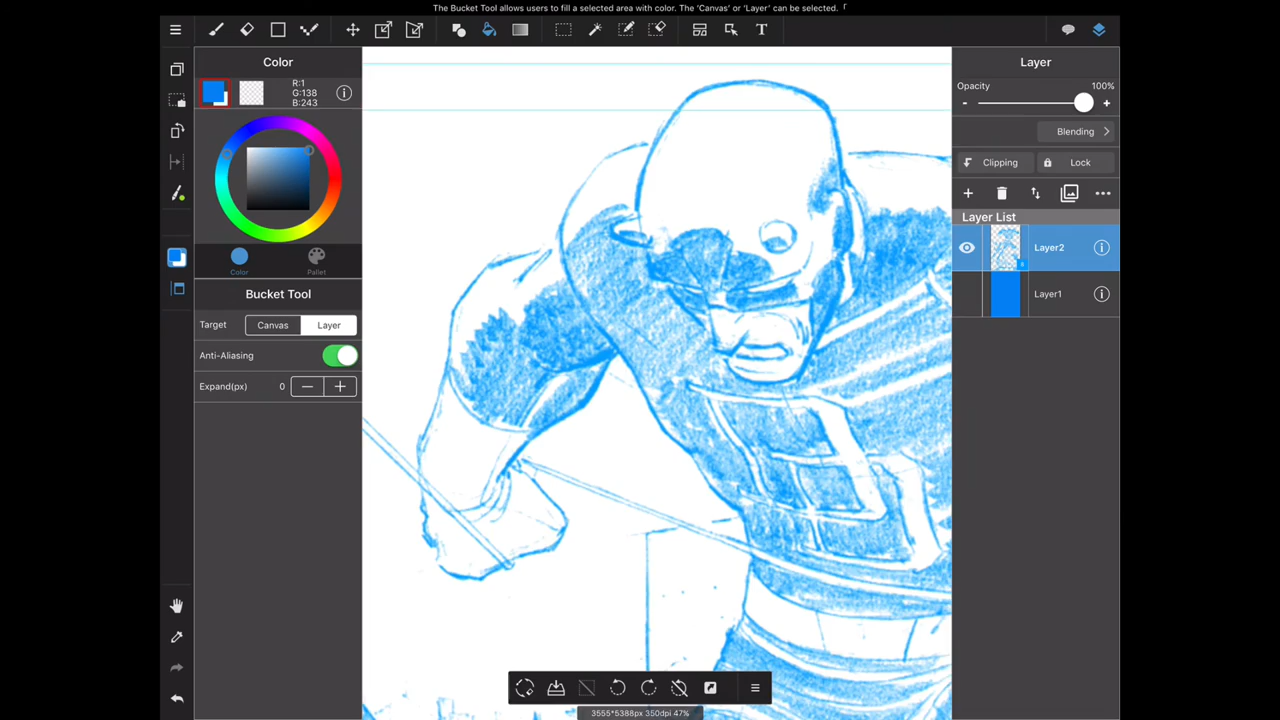 The Bucket Tool allows users to fill a selected area with color. The 'Canvas' or 'Layer' can be selected. 「
T
Color
R:1
G:138
B:243
Color
Pallet
Bucket Tool
Target
Canvas
Layer
Anti-Aliasing
Expand(px)
0
Layer
Opacity
100%
Blending
Clipping
Lock
Layer List
Layer2
Layer1
3555*5388px 350dpi 47%